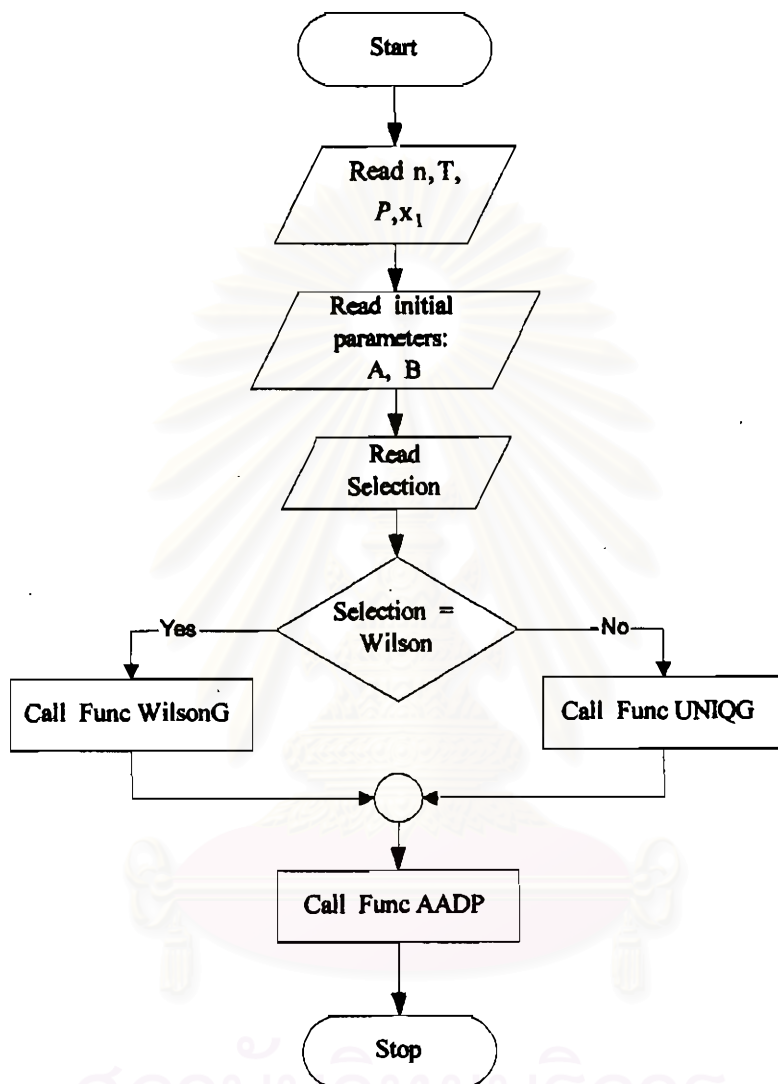 Start
Read n, T,
P, x₁
Read initial
parameters:
A, B
Read
Selection
Selection =
Wilson
Yes
No
Call Func WilsonG
Call Func UNIQG
Call Func AADP
Stop